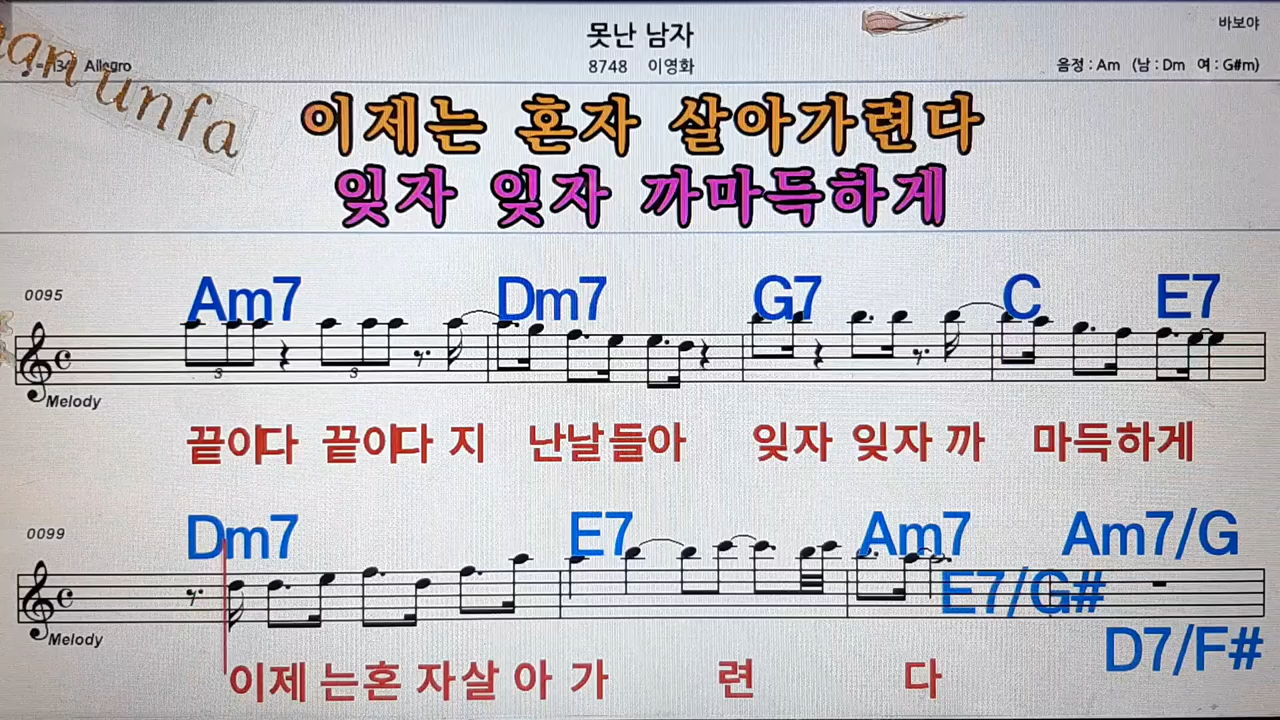 못난 남자
바보야
8748 이영화
Allegro
음정 : Am (남 : Dm 여 : G#m)
unfa
이제는 혼자 살아가련다
잊자 잊자 까마득하게
0095
Am7 Dm7 G7 C E7
3 3
Melody
끝이다 끝이다 지 난날들아 잊자 잊자 까 마득하게
0099
Dm7 E7 Am7 Am7/G
E7/G#
Melody
D7/F#
이제 는혼 자살 아 가 련 다